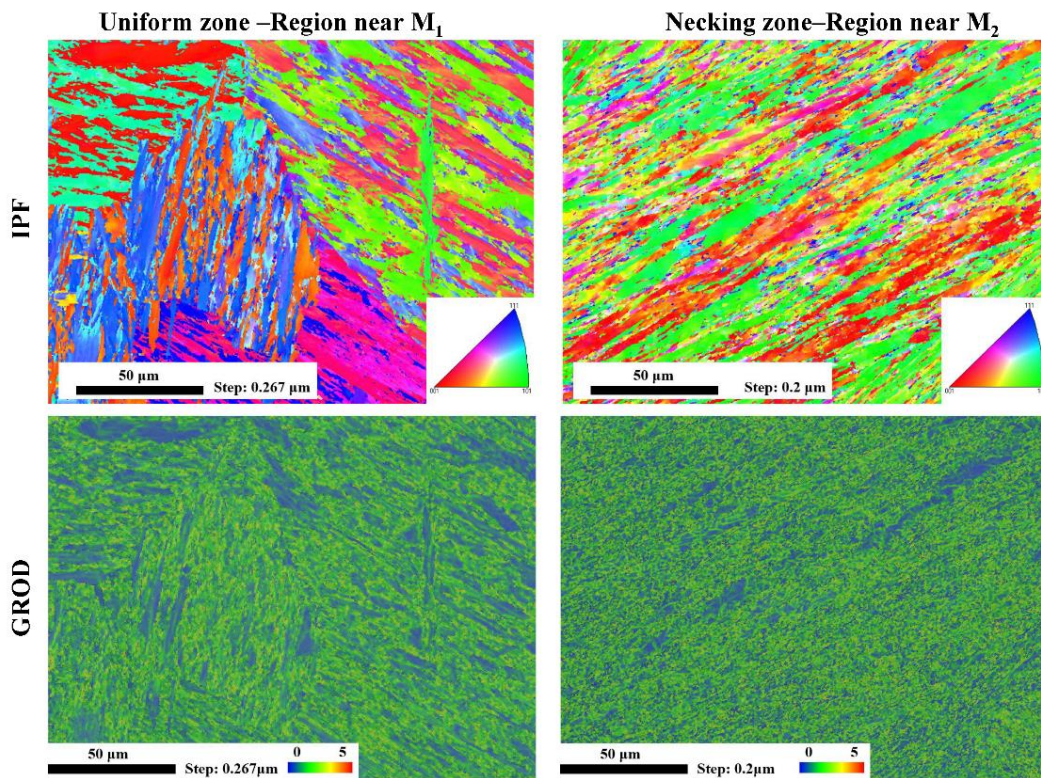 Uniform zone –Region near M₁
Necking zone–Region near M₂
IPF
111
001
101
50 µm
Step: 0.267 µm
111
001
50 µm
Step: 0.2 µm
GROD
50 µm
Step: 0.267µm
0
5
50 µm
Step: 0.2µm
0
5